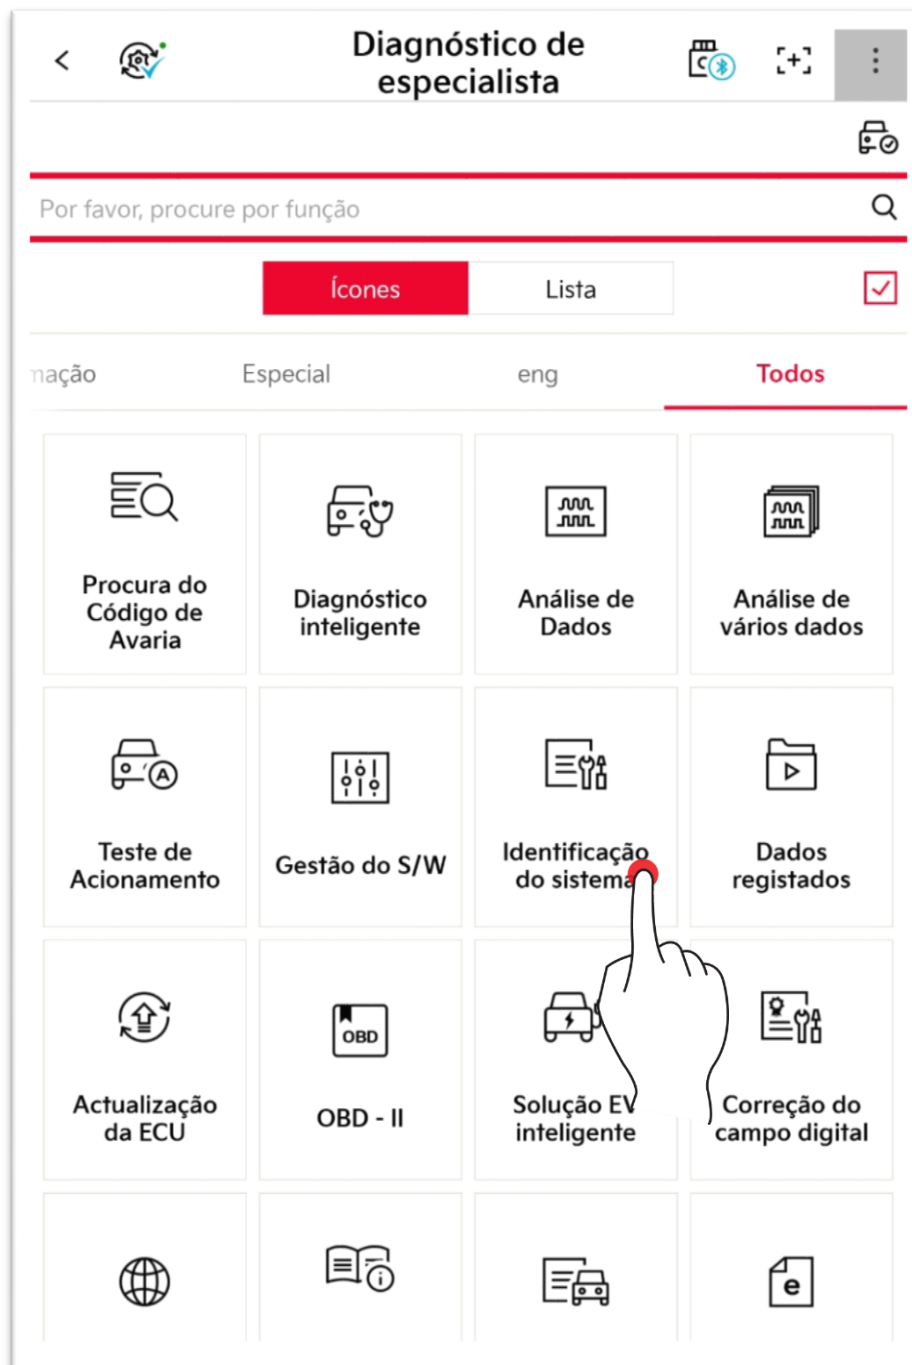 Diagnóstico de
especialista
Por favor, procure por função
Ícones
Lista
mação
Especial
eng
Todos
Procura do
Código de
Avaria
Diagnóstico
inteligente
Análise de
Dados
Análise de
vários dados
Teste de
Acionamento
Gestão do S/W
Identificação
do sistema
Dados
registados
Actualização
da ECU
OBD
OBD - II
Solução EV
inteligente
Correção do
campo digital